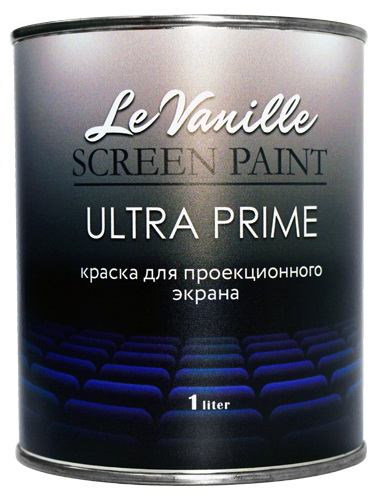 Le Vanille
SCREEN PAINT
ULTRA PRIME
краска для проекционного
экрана
1 liter